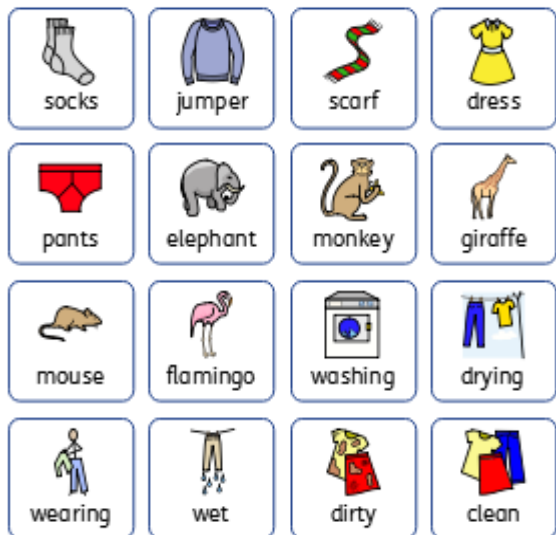 socks jumper scarf dress
pants elephant monkey giraffe
mouse flamingo washing drying
wearing wet dirty clean